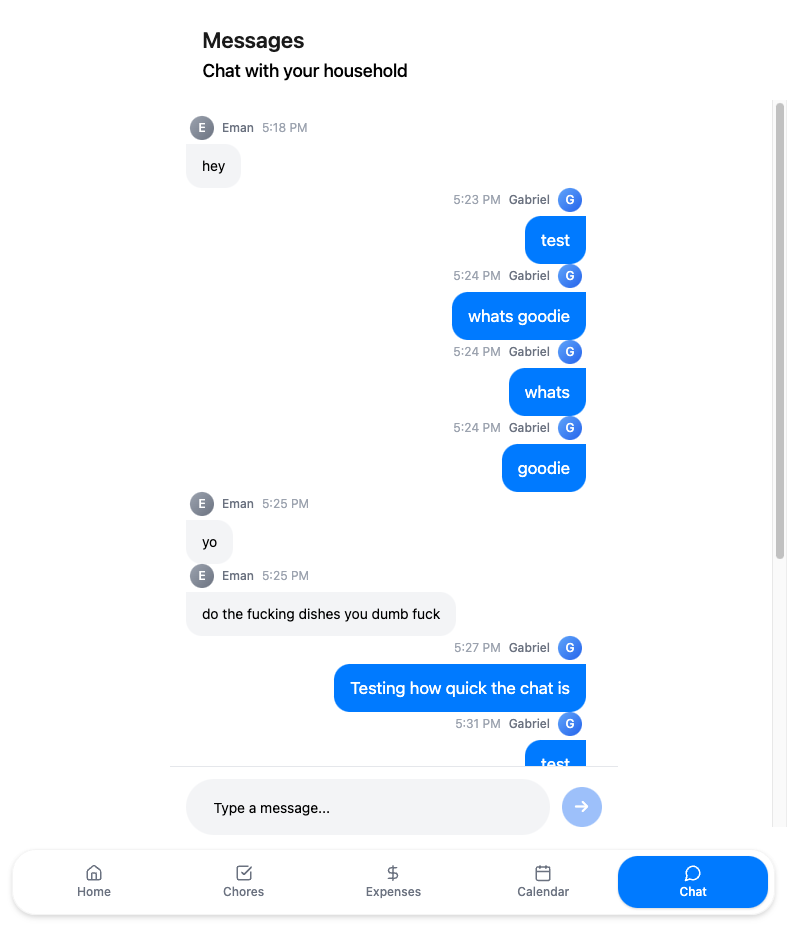 Messages
Chat with your household
E Eman 5:18 PM
hey
5:23 PM Gabriel G
test
5:24 PM Gabriel G
whats goodie
5:24 PM Gabriel G
whats
5:24 PM Gabriel G
goodie
E Eman 5:25 PM
yo
E Eman 5:25 PM
do the fucking dishes you dumb fuck
5:27 PM Gabriel G
Testing how quick the chat is
5:31 PM Gabriel G
test
Type a message...
Home Chores Expenses Calendar Chat